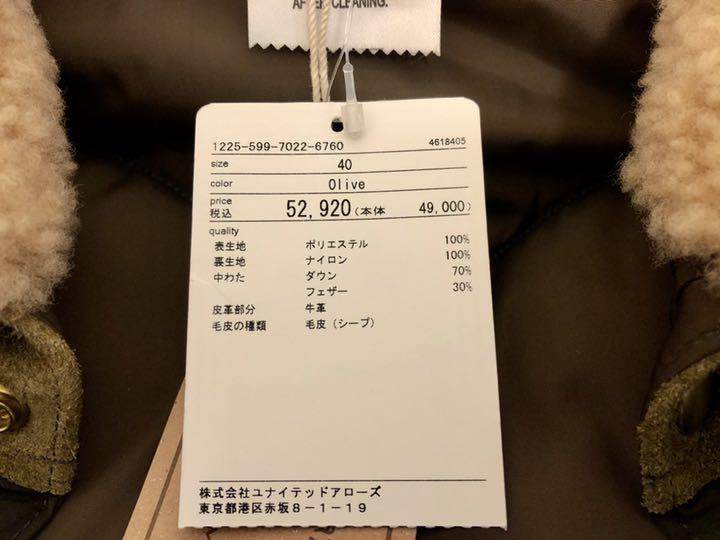 AFTER CLEANING.
1225-599-7022-6760 4618405
size 40
color Olive
price
税込 52,920(本体 49,000)
quality
表生地 ポリエステル 100%
裏生地 ナイロン 100%
中わた ダウン 70%
フェザー 30%
皮革部分 牛革
毛皮の種類 毛皮(シープ)
株式会社ユナイテッドアローズ
東京都港区赤坂8-1-19